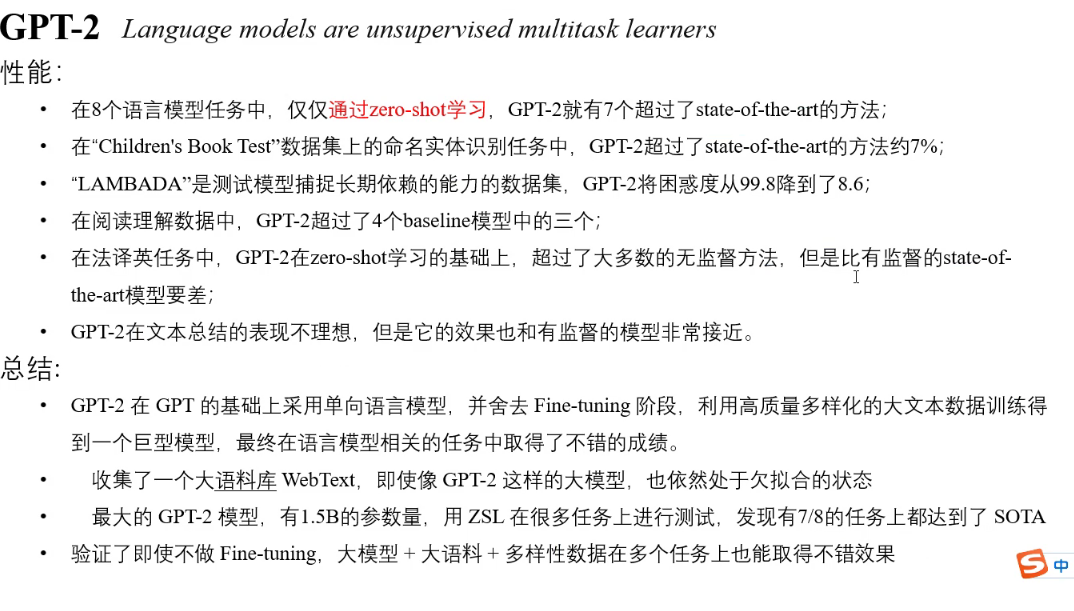 GPT-2 Language models are unsupervised multitask learners
性能：
• 在8个语言模型任务中，仅仅通过zero-shot学习，GPT-2就有7个超过了state-of-the-art的方法；
• 在“Children's Book Test”数据集上的命名实体识别任务中，GPT-2超过了state-of-the-art的方法约7%；
• “LAMBADA”是测试模型捕捉长期依赖的能力的数据集，GPT-2将困惑度从99.8降到了8.6；
• 在阅读理解数据中，GPT-2超过了4个baseline模型中的三个；
• 在法译英任务中，GPT-2在zero-shot学习的基础上，超过了大多数的无监督方法，但是比有监督的state-of-
the-art模型要差；
• GPT-2在文本总结的表现不理想，但是它的效果也和有监督的模型非常接近。
总结：
• GPT-2 在 GPT 的基础上采用单向语言模型，并舍去 Fine-tuning 阶段，利用高质量多样化的大文本数据训练得
到一个巨型模型，最终在语言模型相关的任务中取得了不错的成绩。
• 收集了一个大语料库 WebText，即使像 GPT-2 这样的大模型，也依然处于欠拟合的状态
• 最大的 GPT-2 模型，有1.5B的参数量，用 ZSL 在很多任务上进行测试，发现有7/8的任务上都达到了 SOTA
• 验证了即使不做 Fine-tuning，大模型 + 大语料 + 多样性数据在多个任务上也能取得不错效果
S 中